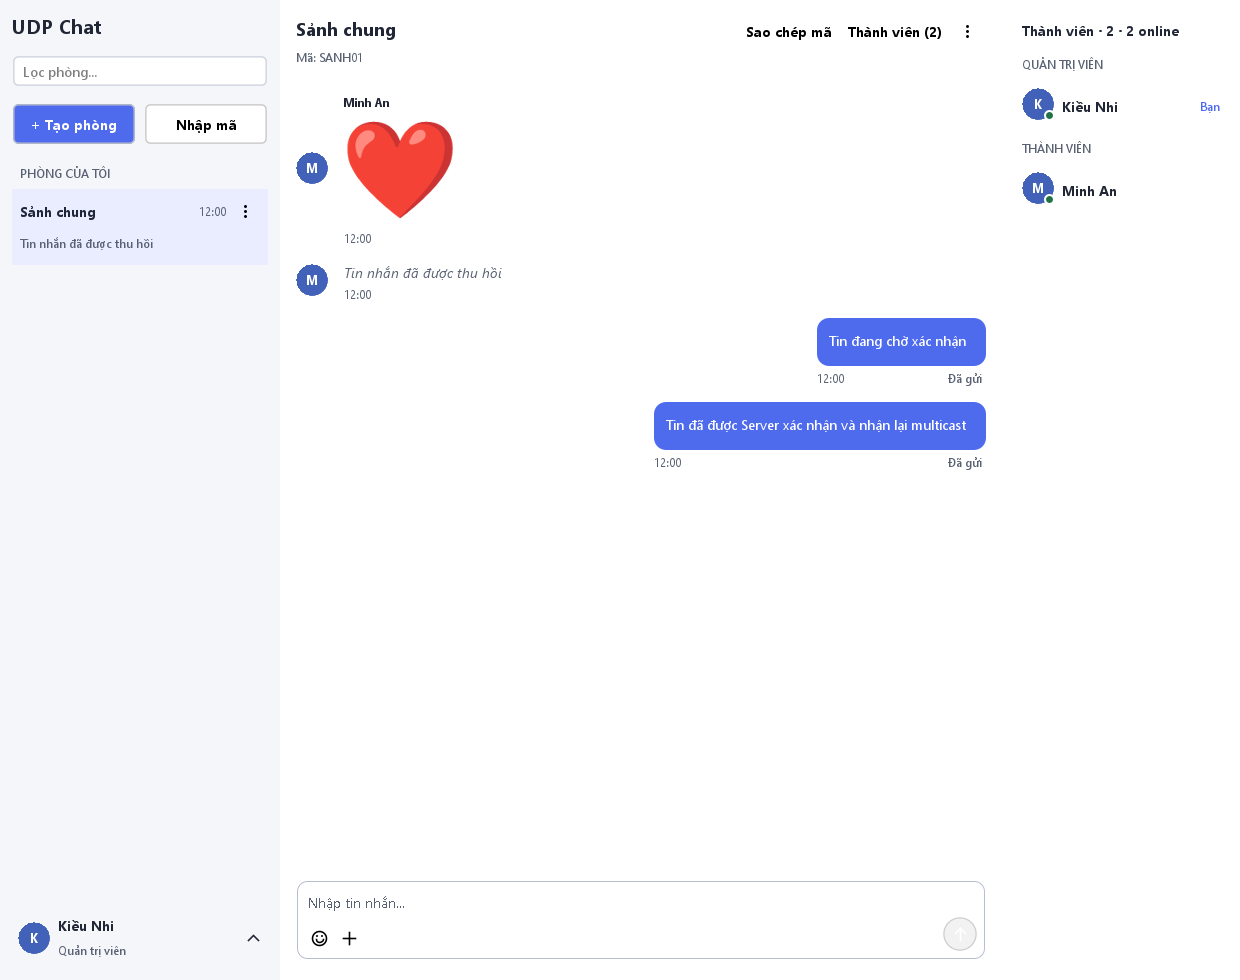 UDP Chat
Lọc phòng...
+ Tạo phòng
Nhập mã
PHÒNG CỦA TÔI
Sảnh chung
12:00
Tin nhắn đã được thu hồi
Kiều Nhi
Quản trị viên
Sảnh chung
Mã: SANH01
Sao chép mã
Thành viên (2)
Minh An
M
12:00
M
Tin nhắn đã được thu hồi
12:00
Tin đang chờ xác nhận
12:00
Đã gửi
Tin đã được Server xác nhận và nhận lại multicast
12:00
Đã gửi
Nhập tin nhắn...
Thành viên - 2 - 2 online
QUẢN TRỊ VIÊN
K
Kiều Nhi
Bạn
THÀNH VIÊN
M
Minh An
K